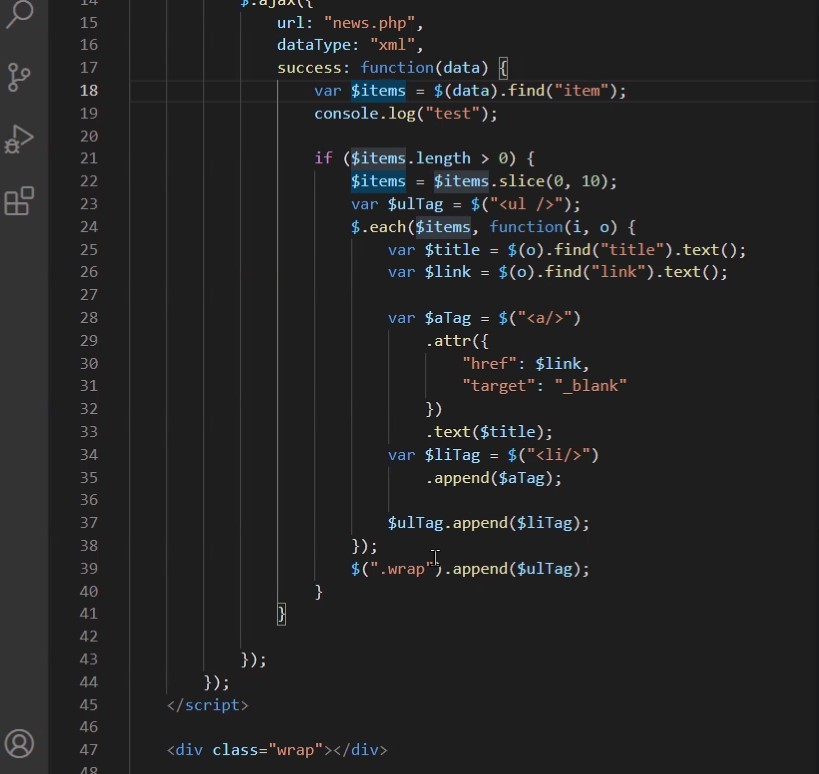 14 $.ajax({
15 url: "news.php",
16 dataType: "xml",
17 success: function(data) {
18 var $items = $(data).find("item");
19 console.log("test");
20
21 if ($items.length > 0) {
22 $items = $items.slice(0, 10);
23 var $ulTag = $("<ul />");
24 $.each($items, function(i, o) {
25 var $title = $(o).find("title").text();
26 var $link = $(o).find("link").text();
27
28 var $aTag = $("<a/>")
29 .attr({
30 "href": $link,
31 "target": "_blank"
32 })
33 .text($title);
34 var $liTag = $("<li/>")
35 .append($aTag);
36
37 $ulTag.append($liTag);
38 });
39 $(".wrap").append($ulTag);
40 }
41 }
42
43 });
44 });
45 </script>
46
47 <div class="wrap"></div>
48